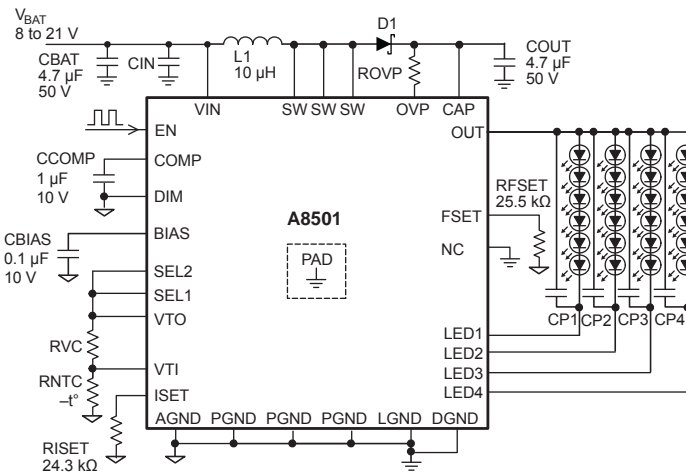 VBAT
8 to 21 V
CBAT
4.7 µF
50 V
CIN
L1
10 µH
D1
ROVP
COUT
4.7 µF
50 V
VIN
SW SW SW
OVP
CAP
EN
OUT
CCOMP
1 µF
10 V
COMP
DIM
RFSET
25.5 kΩ
A8501
FSET
CBIAS
0.1 µF
10 V
BIAS
NC
PAD
SEL2
SEL1
VTO
RVC
CP1 CP2 CP3 CP4
LED1
LED2
LED3
LED4
VTI
RNTC
–t°
ISET
AGND PGND PGND PGND LGND DGND
RISET
24.3 kΩ